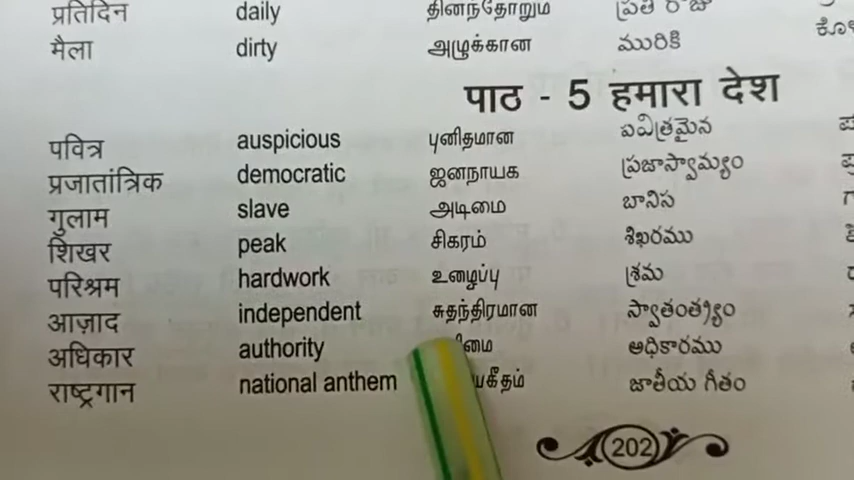 प्रतिदिन daily தினந்தோறும்
मैला dirty அழுக்கான మురికి
पाठ - 5 हमारा देश
पवित्र auspicious புனிதமான పవిత్రమైన
प्रजातांत्रिक democratic ஜனநாயக ప్రజాస్వామ్యం
गुलाम slave அடிமை బానిస
शिखर peak சிகரம் శిఖరము
परिश्रम hardwork உழைப்பு శ్రమ
आज़ाद independent சுதந்திரமான స్వాతంత్ర్యం
अधिकार authority అధికారము
राष्ट्रगान national anthem జాతీయ గీతం
202